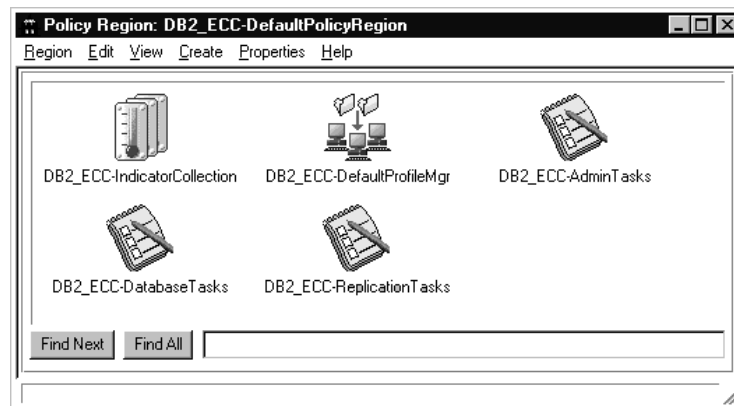 Policy Region: DB2_ECC-DefaultPolicyRegion
Region Edit View Create Properties Help
DB2_ECC-IndicatorCollection DB2_ECC-DefaultProfileMgr DB2_ECC-AdminTasks
DB2_ECC-DatabaseTasks DB2_ECC-ReplicationTasks
Find Next Find All